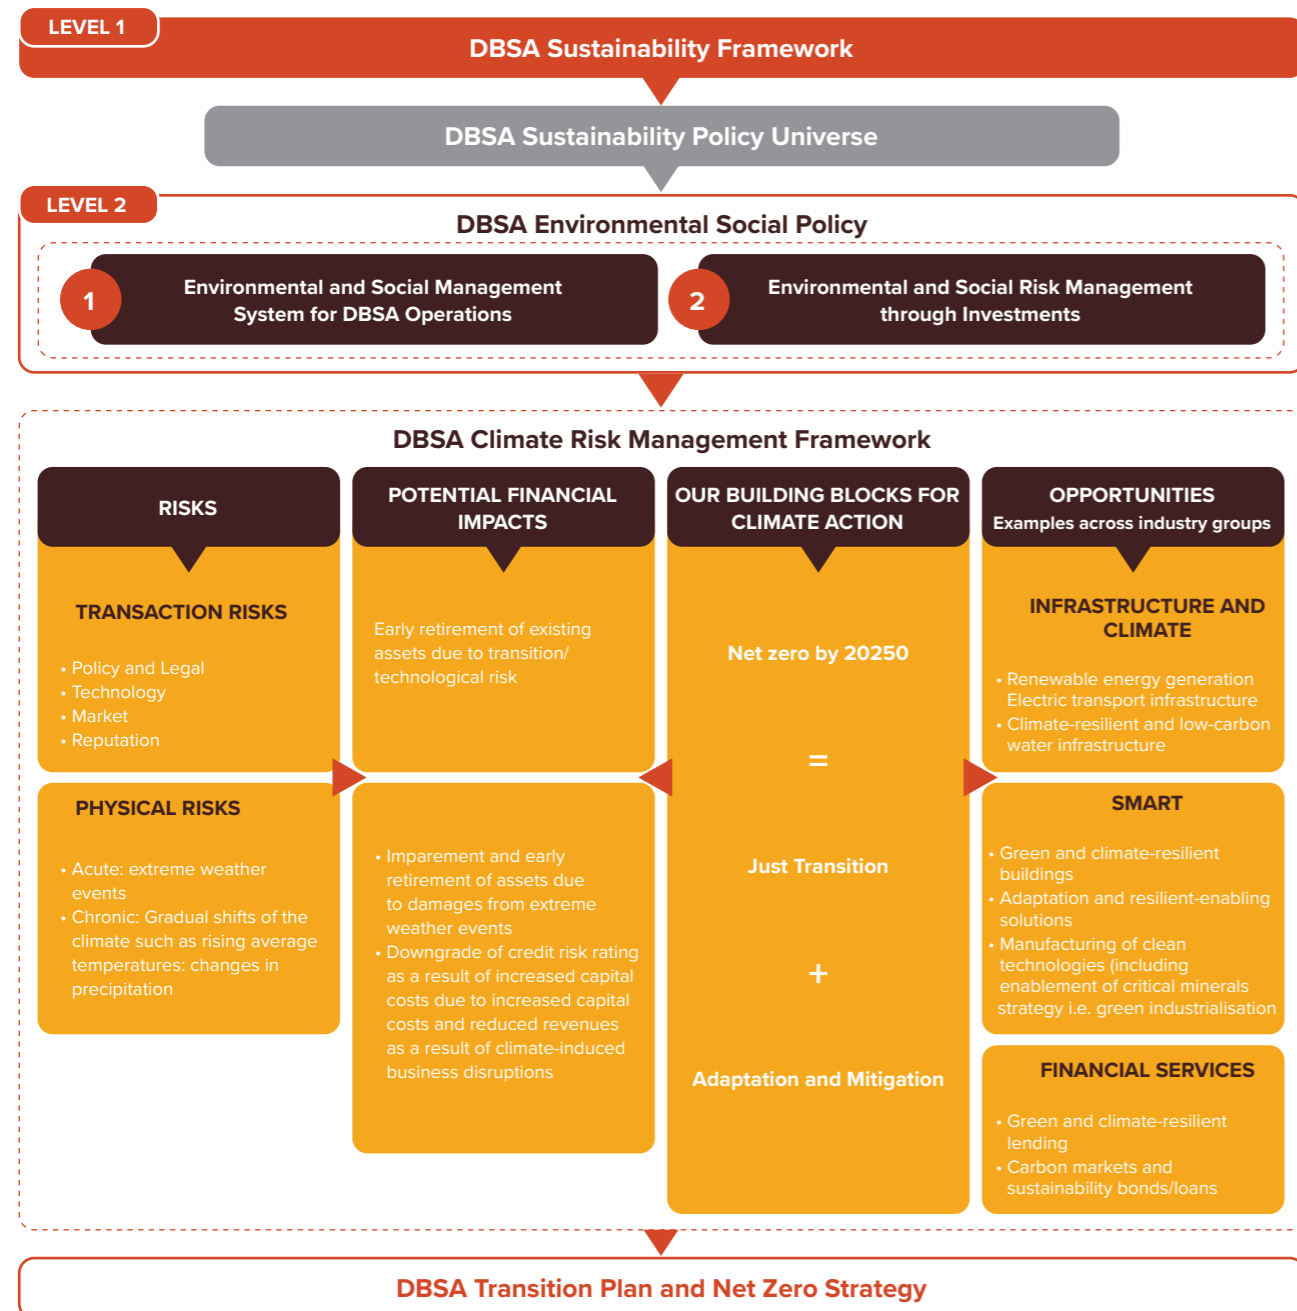 LEVEL 1
DBSA Sustainability Framework
DBSA Sustainability Policy Universe
LEVEL 2
DBSA Environmental Social Policy
1
Environmental and Social Management
System for DBSA Operations
2
Environmental and Social Risk Management
through Investments
DBSA Climate Risk Management Framework
RISKS
TRANSACTION RISKS
• Policy and Legal
• Technology
• Market
• Reputation
PHYSICAL RISKS
• Acute: extreme weather
events
• Chronic: Gradual shifts of the
climate such as rising average
temperatures: changes in
precipitation
POTENTIAL FINANCIAL
IMPACTS
Early retirement of existing
assets due to transition/
technological risk
• Imparement and early
retirement of assets due
to damages from extreme
weather events
• Downgrade of credit risk rating
as a result of increased capital
costs due to increased capital
costs and reduced revenues
as a result of climate-induced
business disruptions
OUR BUILDING BLOCKS FOR
CLIMATE ACTION
Net zero by 20250
=
Just Transition
+
Adaptation and Mitigation
OPPORTUNITIES
Examples across industry groups
INFRASTRUCTURE AND
CLIMATE
• Renewable energy generation
Electric transport infrastructure
• Climate-resilient and low-carbon
water infrastructure
SMART
• Green and climate-resilient
buildings
• Adaptation and resilient-enabling
solutions
• Manufacturing of clean
technologies (including
enablement of critical minerals
strategy i.e. green industrialisation
FINANCIAL SERVICES
• Green and climate-resilient
lending
• Carbon markets and
sustainability bonds/loans
DBSA Transition Plan and Net Zero Strategy